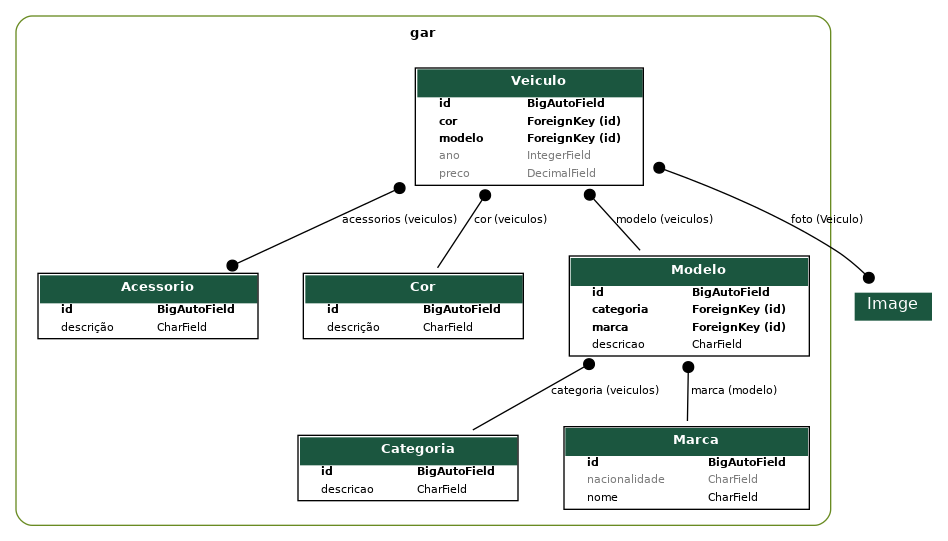 gar
Veiculo
id BigAutoField
cor ForeignKey (id)
modelo ForeignKey (id)
ano IntegerField
preco DecimalField
acessorios (veiculos) cor (veiculos) modelo (veiculos) foto (Veiculo)
Acessorio
id BigAutoField
descrição CharField
Cor
id BigAutoField
descrição CharField
Modelo
id BigAutoField
categoria ForeignKey (id)
marca ForeignKey (id)
descricao CharField
Image
categoria (veiculos) marca (modelo)
Categoria
id BigAutoField
descricao CharField
Marca
id BigAutoField
nacionalidade CharField
nome CharField